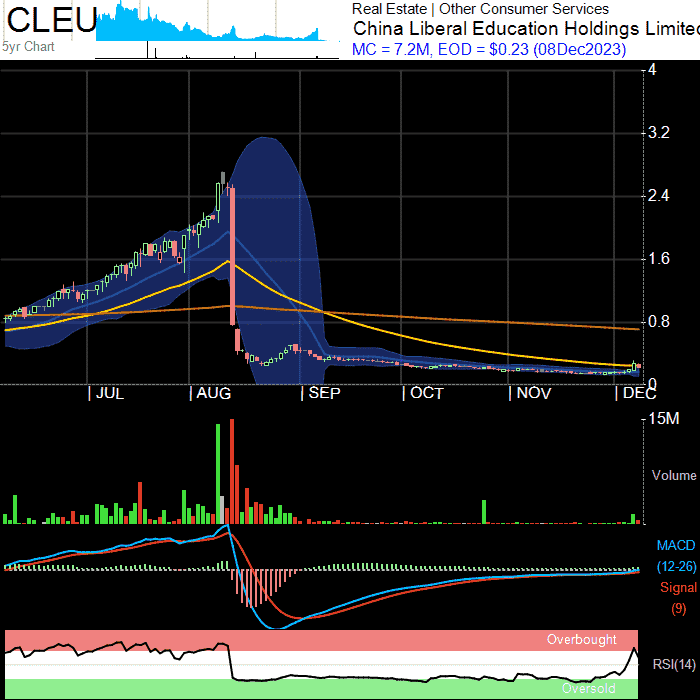 CLEU
5yr Chart
Real Estate | Other Consumer Services
China Liberal Education Holdings Limited
MC = 7.2M, EOD = $0.23 (08Dec2023)
4
3.2
2.4
1.6
0.8
0
| JUL | AUG | SEP | OCT | NOV | DEC
15M
Volume
MACD
(12-26)
Signal
(9)
Overbought
RSI(14)
Oversold